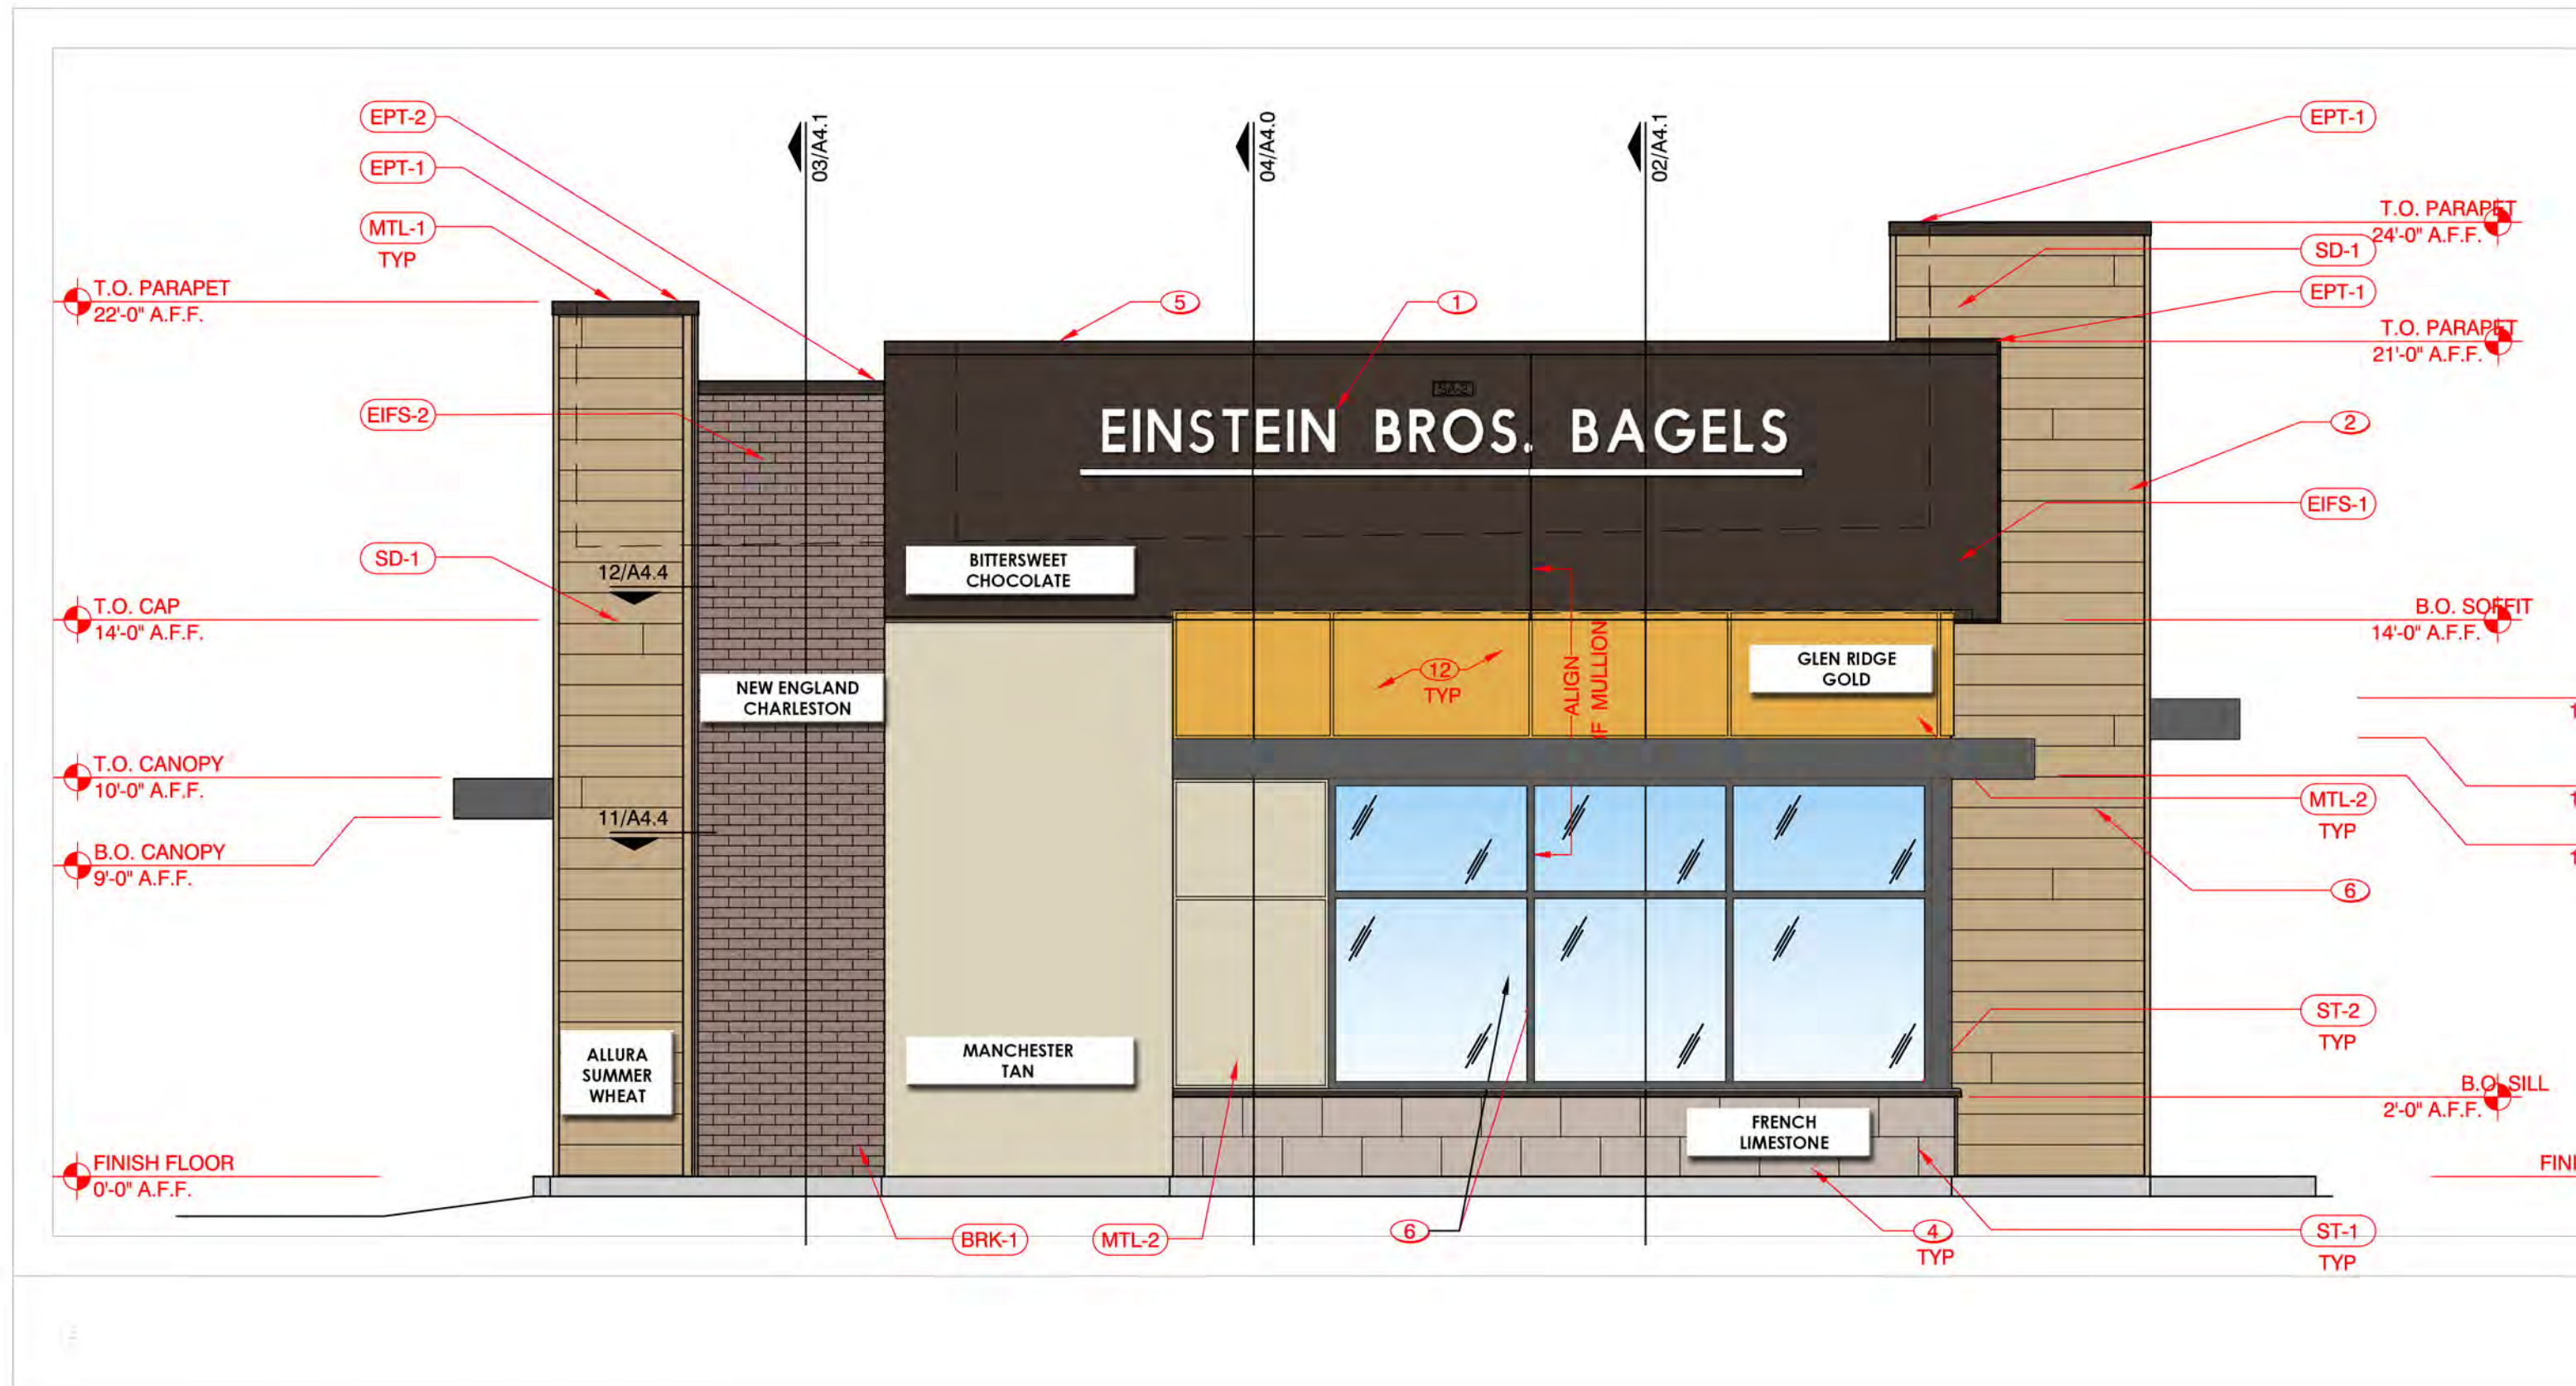 EPT-2
EPT-1
MTL-1
TYP
T.O. PARAPET
22'-0" A.F.F.
EIFS-2
SD-1
T.O. CAP
14'-0" A.F.F.
T.O. CANOPY
10'-0" A.F.F.
B.O. CANOPY
9'-0" A.F.F.
FINISH FLOOR
0'-0" A.F.F.
03/A4.1
04/A4.0
02/A4.1
5
1
SA-2
EINSTEIN BROS. BAGELS
12/A4.4
11/A4.4
BITTERSWEET
CHOCOLATE
NEW ENGLAND
CHARLESTON
12
TYP
ALIGN
IF MULLION
GLEN RIDGE
GOLD
ALLURA
SUMMER
WHEAT
MANCHESTER
TAN
FRENCH
LIMESTONE
BRK-1
MTL-2
6
4
TYP
EPT-1
T.O. PARAPET
24'-0" A.F.F.
SD-1
EPT-1
T.O. PARAPET
21'-0" A.F.F.
2
EIFS-1
B.O. SOFFIT
14'-0" A.F.F.
MTL-2
TYP
6
ST-2
TYP
B.O. SILL
2'-0" A.F.F.
ST-1
TYP